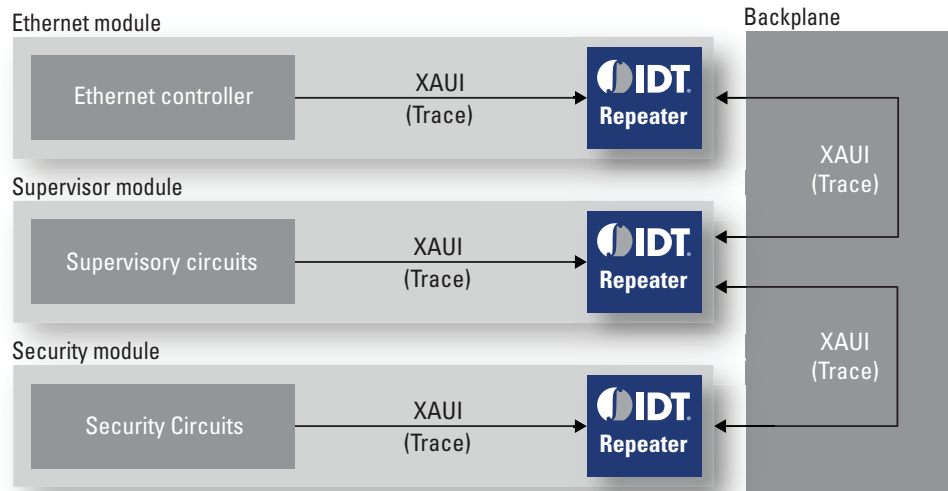 Ethernet module
Backplane
Ethernet controller
XAUI
(Trace)
IDT.
Repeater
XAUI
(Trace)
Supervisor module
Supervisory circuits
XAUI
(Trace)
IDT.
Repeater
XAUI
(Trace)
Security module
Security Circuits
XAUI
(Trace)
IDT.
Repeater